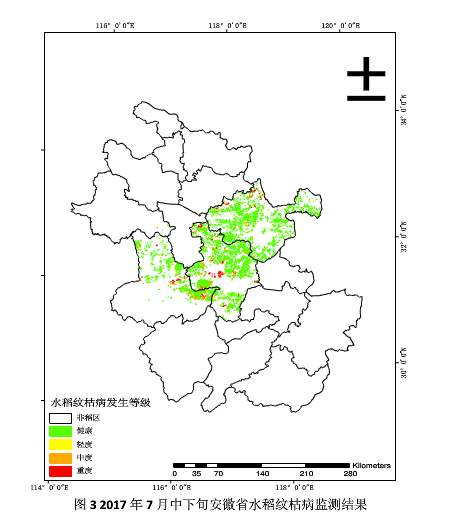 116° 0'0"E 118° 0'0"E 120° 0'0"E
34° 0'0"N
32° 0'0"N
30° 0'0"N
水稻纹枯病发生等级
非稻区
健康
轻度
中度
重度
Kilometers
0 35 70 140 210 280
114° 0'0"E 116° 0'0"E 118° 0'0"E
图 3 2017 年 7 月中下旬安徽省水稻纹枯病监测结果